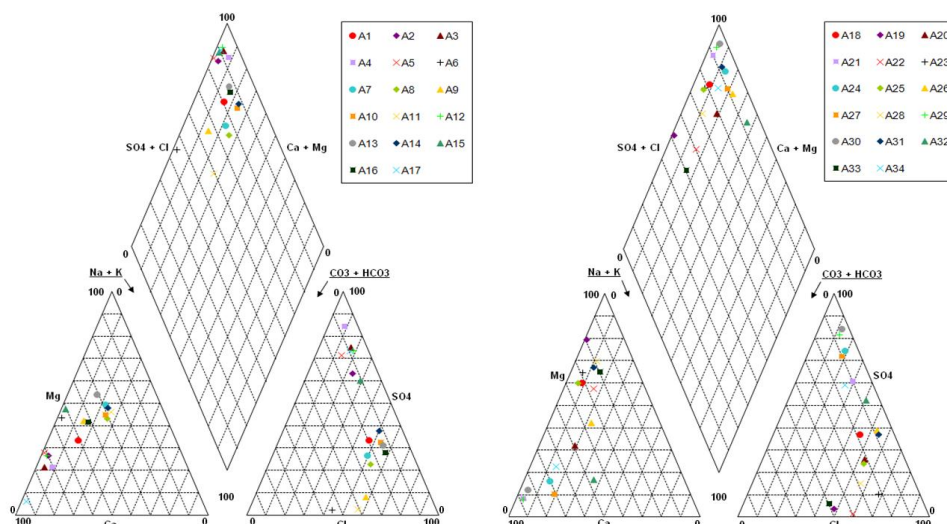 100
100
A1 A2 A3
A18 A19 A20
A4 A5 A6
A21 A22 A23
A7 A8 A9
A24 A25 A26
A10 A11 A12
A27 A28 A29
A13 A14 A15
A30 A31 A32
A16 A17
A33 A34
SO4 + Cl Ca + Mg
SO4 + Cl Ca + Mg
0 0
0 0
Na + K CO3 + HCO3
Na + K CO3 + HCO3
100 0 0 100
100 0 0 100
Mg SO4
Mg SO4
100 100
100 0 0 100 0
100 0 0 100 0
Ca Cl
Ca Cl